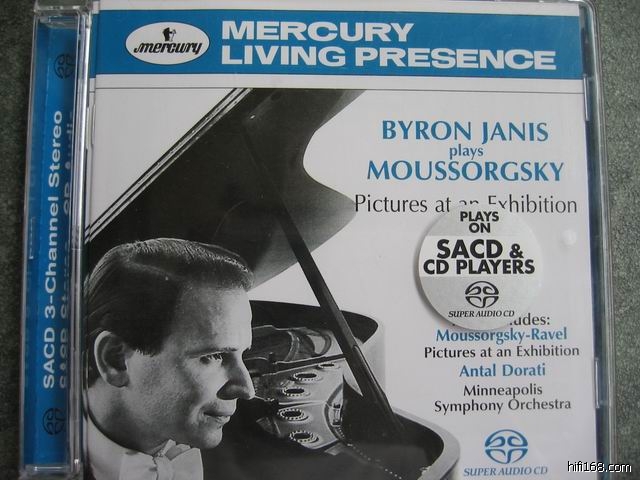 mercury
MERCURY
LIVING PRESENCE
BYRON JANIS
plays
MOUSSORGSKY
Pictures at an Exhibition
PLAYS
ON
SACD &
CD PLAYERS
SUPER AUDIO CD
Moussorgsky-Ravel
Pictures at an Exhibition
Antal Dorati
Minneapolis
Symphony Orchestra
SUPER AUDIO CD
SACD 3-Channel Stereo
hifi168.com